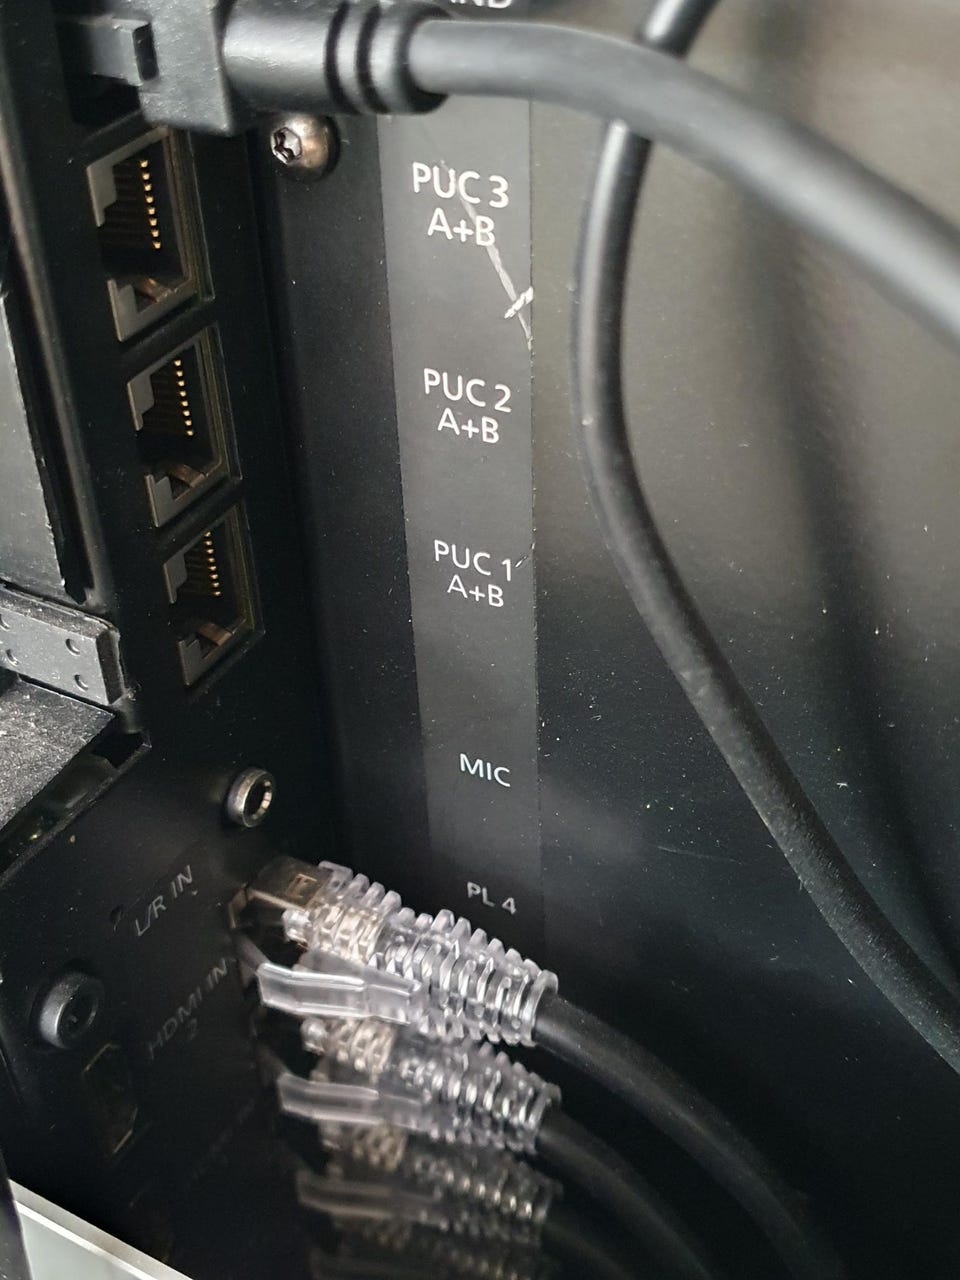 PUC 3
A+B
PUC 2
A+B
PUC 1
A+B
MIC
PL 4
L/R IN
HDMI IN
2